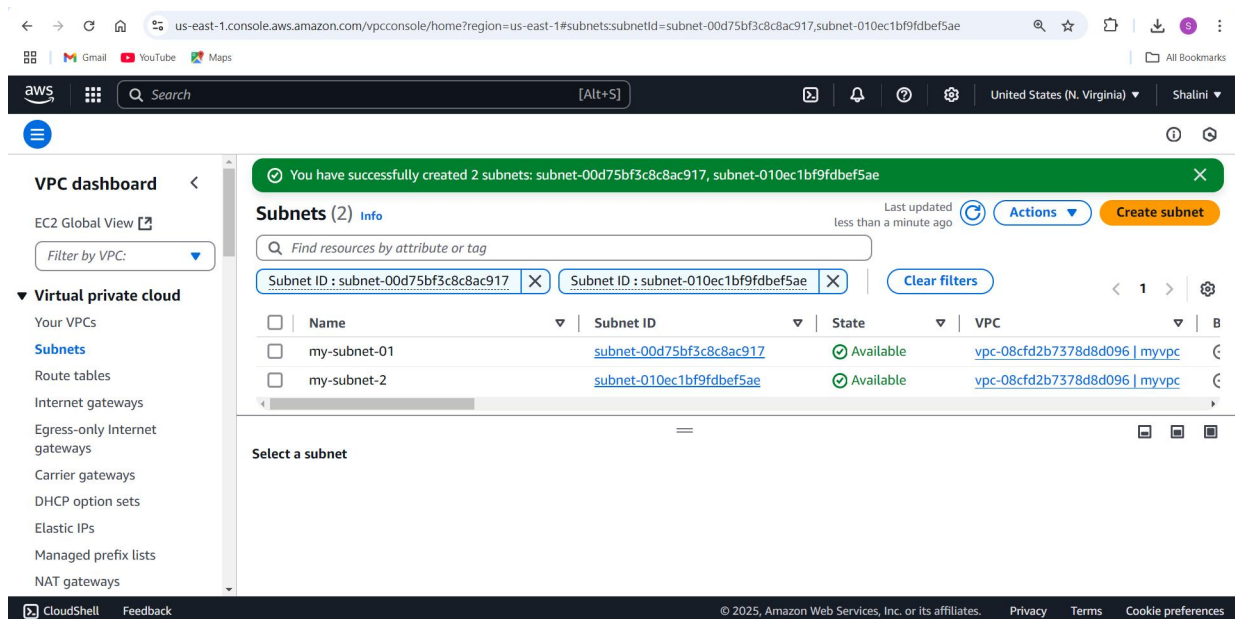 us-east-1.console.aws.amazon.com/vpcconsole/home?region=us-east-1#subnets:subnetId=subnet-00d75bf3c8c8ac917,subnet-010ec1bf9fdbef5ae S
Gmail YouTube Maps All Bookmarks
aws Search [Alt+S] United States (N. Virginia) Shalini
You have successfully created 2 subnets: subnet-00d75bf3c8c8ac917, subnet-010ec1bf9fdbef5ae
VPC dashboard
EC2 Global View
Filter by VPC:
Virtual private cloud
Your VPCs
Subnets
Route tables
Internet gateways
Egress-only Internet
gateways
Carrier gateways
DHCP option sets
Elastic IPs
Managed prefix lists
NAT gateways
Subnets (2) Info
Last updated
less than a minute ago
Actions
Create subnet
Find resources by attribute or tag
Subnet ID : subnet-00d75bf3c8c8ac917 Subnet ID : subnet-010ec1bf9fdbef5ae Clear filters
1
Name Subnet ID State VPC B
my-subnet-01 subnet-00d75bf3c8c8ac917 Available vpc-08cfd2b7378d8d096 | myvpc
my-subnet-2 subnet-010ec1bf9fdbef5ae Available vpc-08cfd2b7378d8d096 | myvpc
Select a subnet
CloudShell Feedback © 2025, Amazon Web Services, Inc. or its affiliates. Privacy Terms Cookie preferences